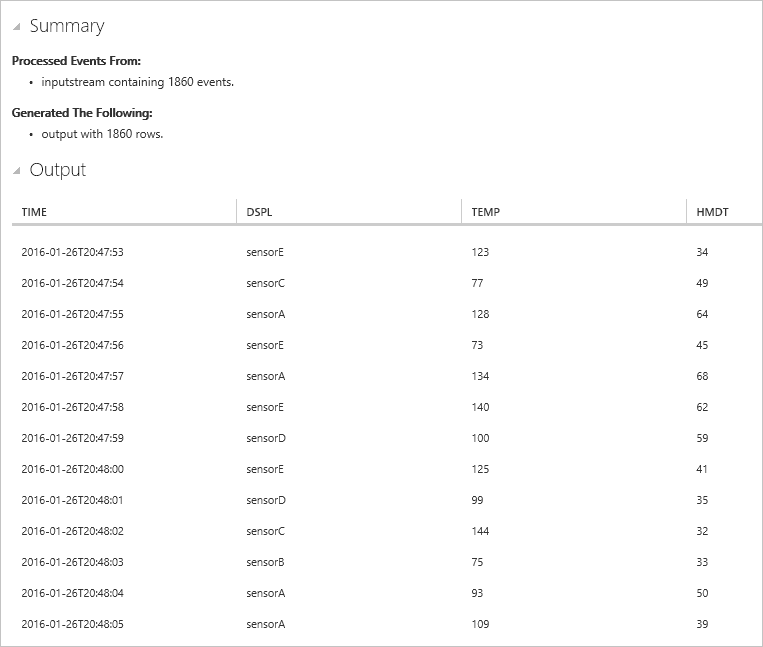 Summary
Processed Events From:
• inputstream containing 1860 events.
Generated The Following:
• output with 1860 rows.
Output
TIME DSPL TEMP HMDT
2016-01-26T20:47:53 sensorE 123 34
2016-01-26T20:47:54 sensorC 77 49
2016-01-26T20:47:55 sensorA 128 64
2016-01-26T20:47:56 sensorE 73 45
2016-01-26T20:47:57 sensorA 134 68
2016-01-26T20:47:58 sensorE 140 62
2016-01-26T20:47:59 sensorD 100 59
2016-01-26T20:48:00 sensorE 125 41
2016-01-26T20:48:01 sensorD 99 35
2016-01-26T20:48:02 sensorC 144 32
2016-01-26T20:48:03 sensorB 75 33
2016-01-26T20:48:04 sensorA 93 50
2016-01-26T20:48:05 sensorA 109 39